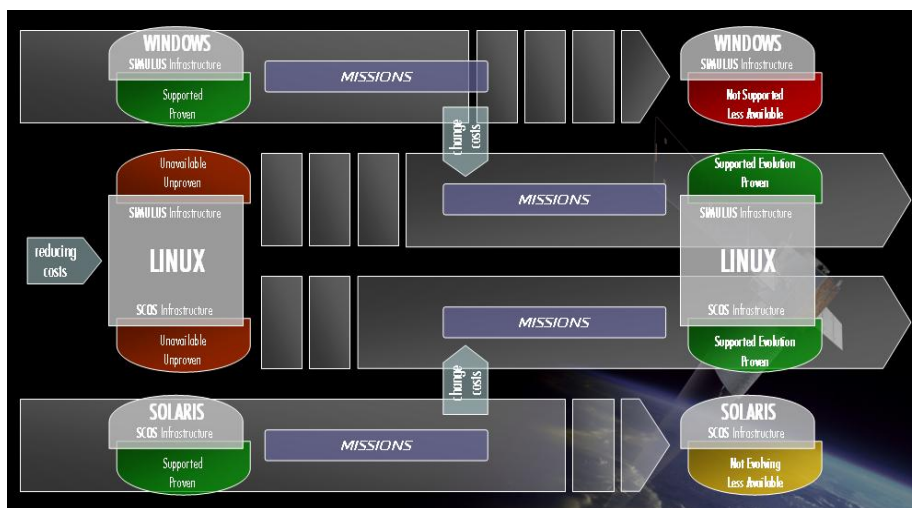 WINDOWS
SIMULUS Infrastructure
Supported
Proven
MISSIONS
WINDOWS
SIMULUS Infrastructure
Not Supported
Less Available
change
costs
Unavailable
Unproven
SIMULUS Infrastructure
MISSIONS
Supported Evolution
Proven
SIMULUS Infrastructure
reducing
costs
LINUX
LINUX
SCOS Infrastructure
Unavailable
Unproven
MISSIONS
SCOS Infrastructure
Supported Evolution
Proven
change
costs
SOLARIS
SCOS Infrastructure
Supported
Proven
MISSIONS
SOLARIS
SCOS Infrastructure
Not Evolving
Less Available